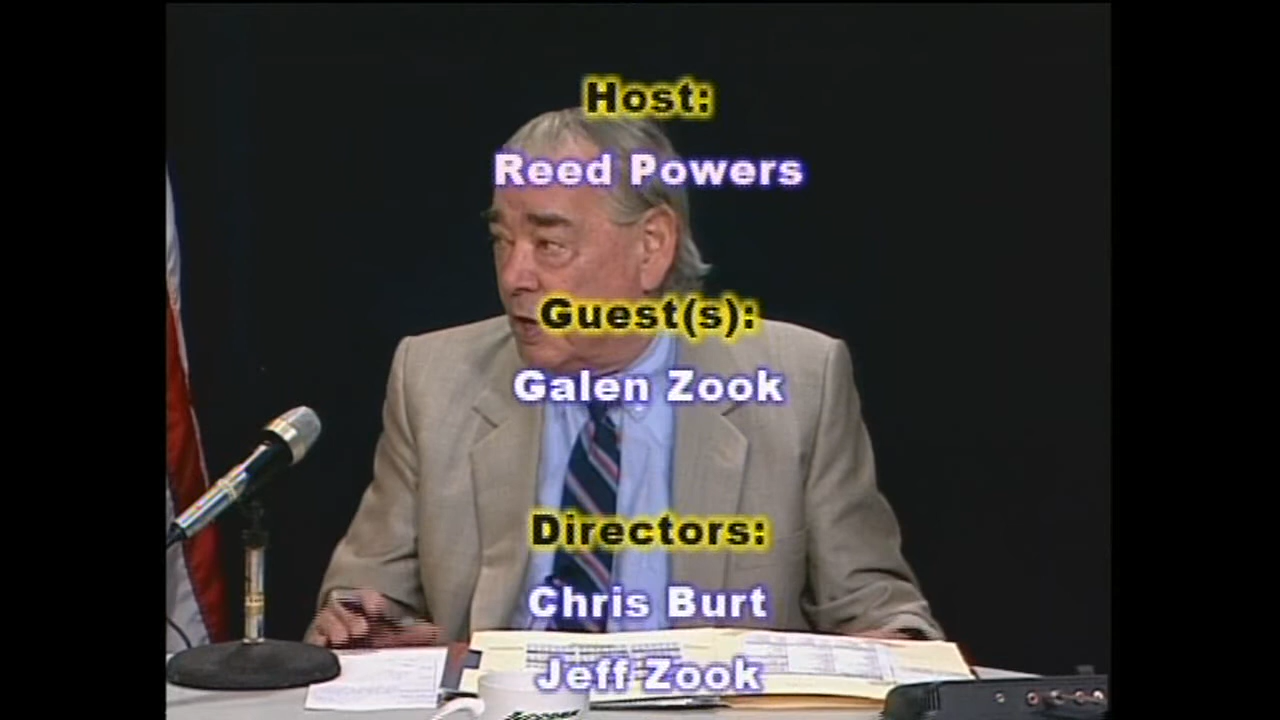 Host:
Reed Powers
Guest(s):
Galen Zook
Directors:
Chris Burt
Jeff Zook